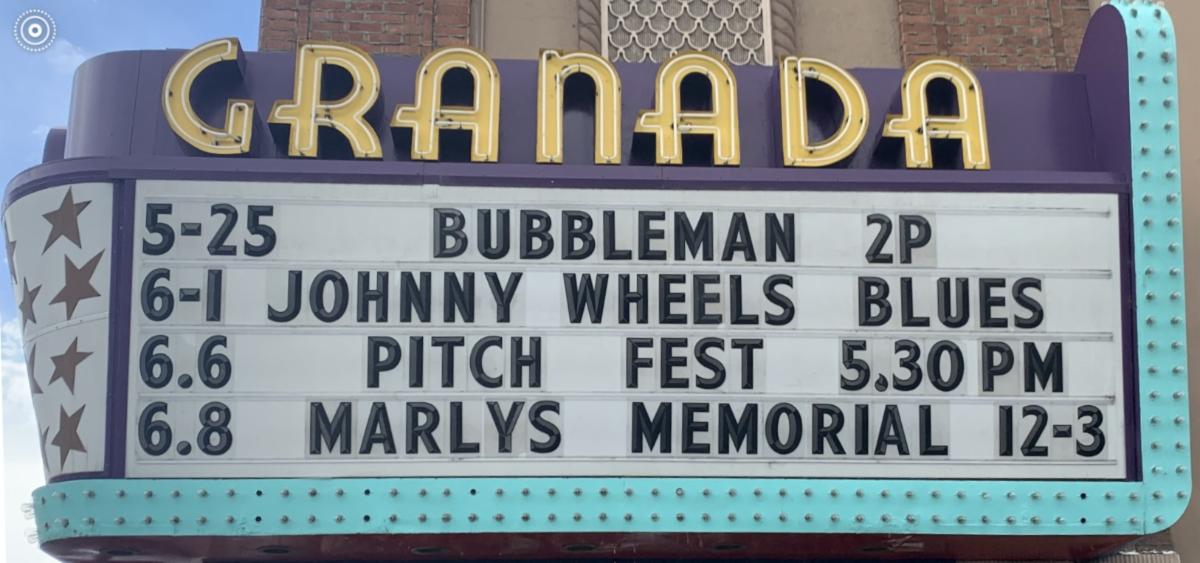 GRANADA
5-25 BUBBLEMAN 2P
6-1 JOHNNY WHEELS BLUES
6.6 PITCH FEST 5.30 PM
6.8 MARLYS MEMORIAL 12-3